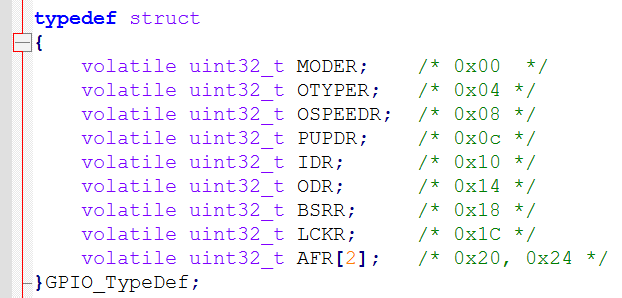 typedef struct
{
    volatile uint32_t MODER;    /* 0x00  */
    volatile uint32_t OTYPER;   /* 0x04 */
    volatile uint32_t OSPEEDR;  /* 0x08 */
    volatile uint32_t PUPDR;    /* 0x0c */
    volatile uint32_t IDR;      /* 0x10 */
    volatile uint32_t ODR;      /* 0x14 */
    volatile uint32_t BSRR;     /* 0x18 */
    volatile uint32_t LCKR;     /* 0x1C */
    volatile uint32_t AFR[2];   /* 0x20, 0x24 */
}GPIO_TypeDef;